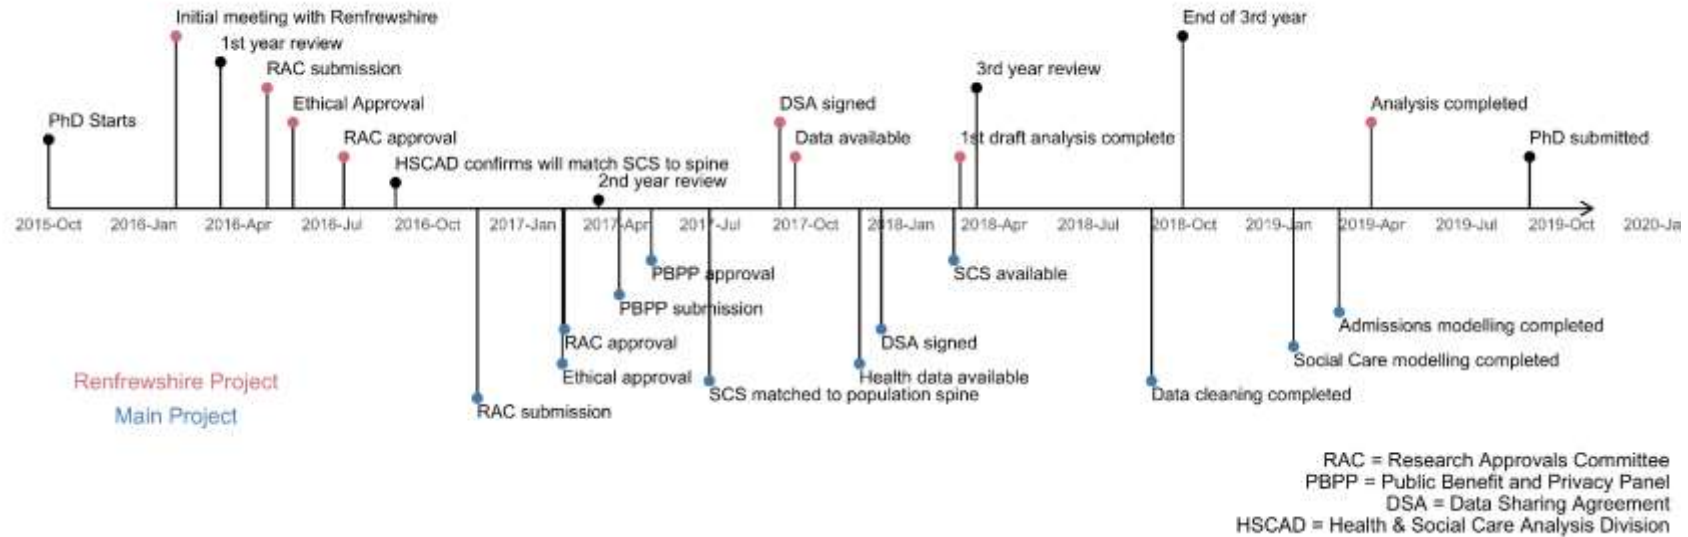 Initial meeting with Renfrewshire
End of 3rd year
1st year review
RAC submission
3rd year review
Ethical Approval
DSA signed
Analysis completed
PhD Starts
RAC approval
Data available
1st draft analysis complete
PhD submitted
HSCAD confirms will match SCS to spine
2nd year review
2015-Oct 2016-Jan 2016-Apr 2016-Jul 2016-Oct 2017-Jan 2017-Apr 2017-Jul 2017-Oct 2018-Jan 2018-Apr 2018-Jul 2018-Oct 2019-Jan 2019-Apr 2019-Jul 2019-Oct 2020-Ja
PBPP approval
SCS available
PBPP submission
Admissions modelling completed
RAC approval
DSA signed
Social Care modelling completed
Ethical approval
Health data available
Renfrewshire Project
SCS matched to population spine
Data cleaning completed
Main Project
RAC submission
RAC = Research Approvals Committee
PBPP = Public Benefit and Privacy Panel
DSA = Data Sharing Agreement
HSCAD = Health & Social Care Analysis Division